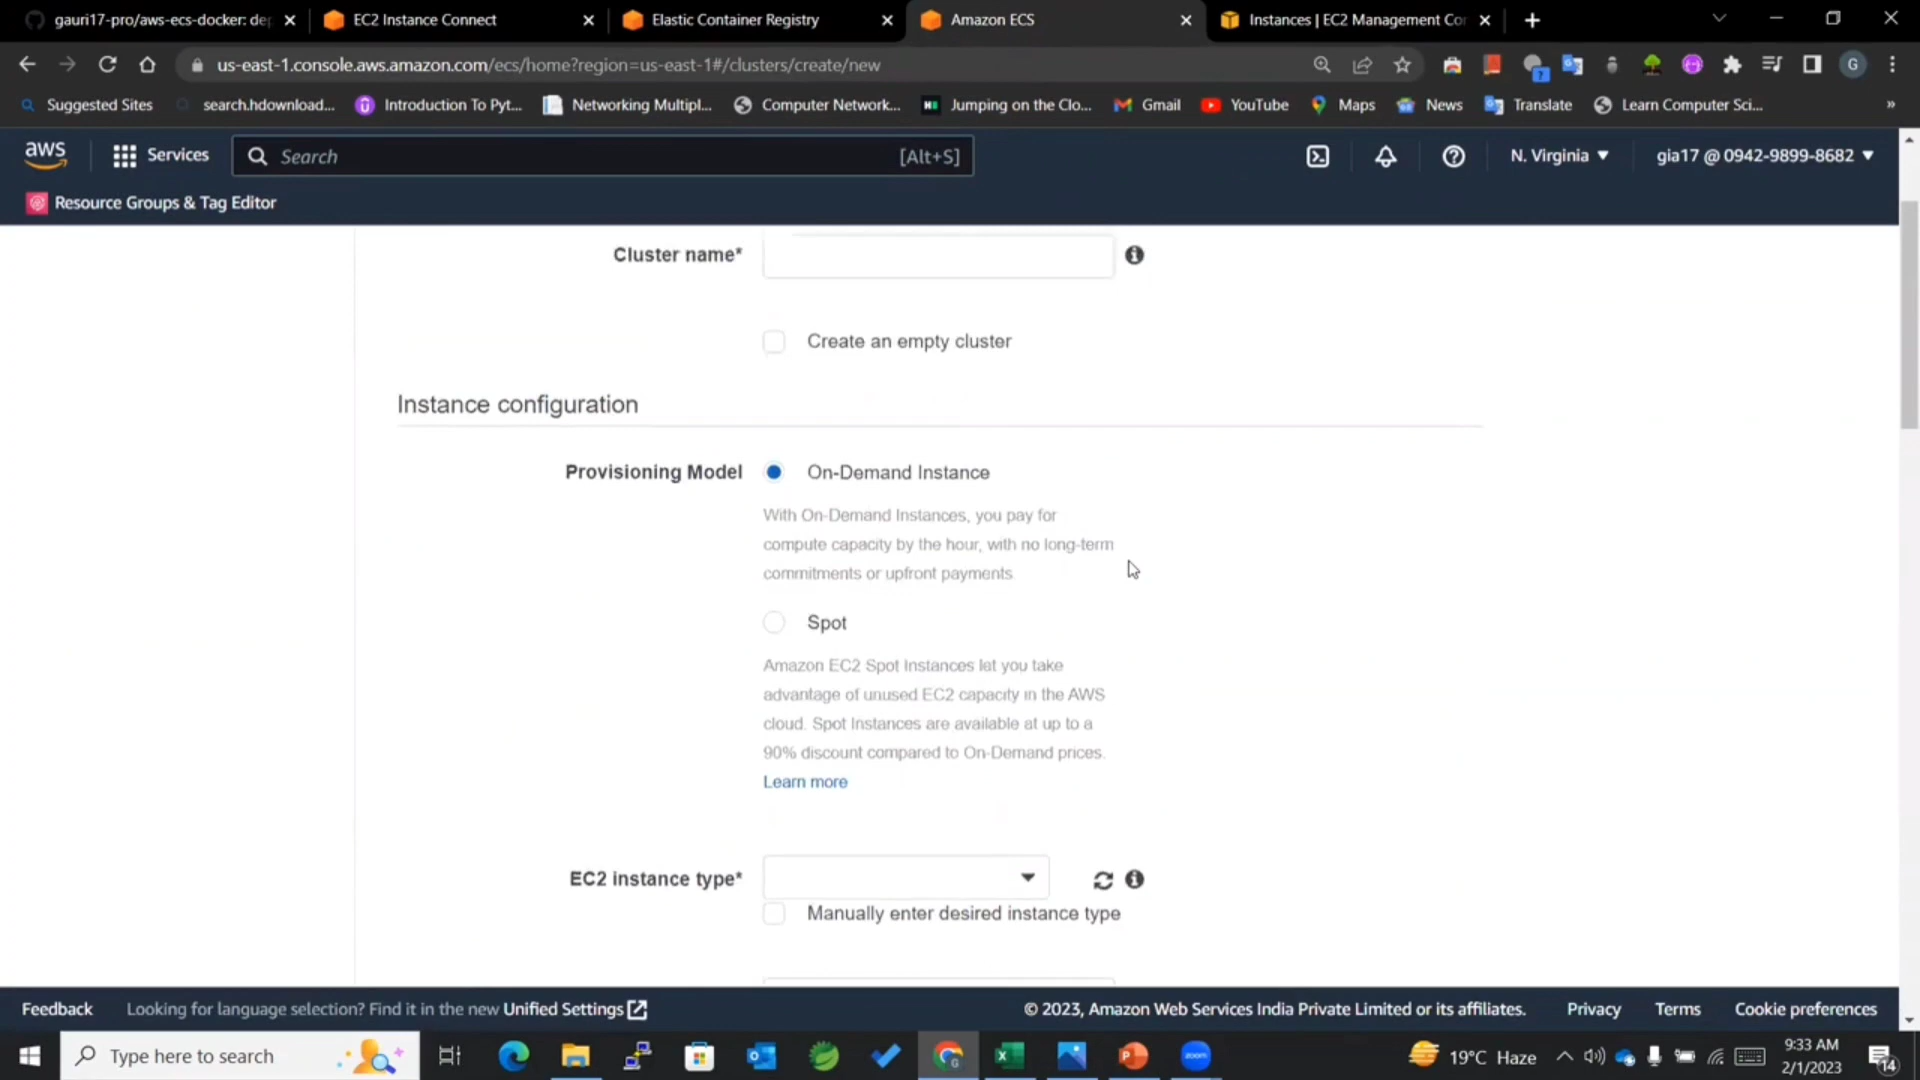 gauri17-pro/aws-ecs-docker: dep
EC2 Instance Connect
Elastic Container Registry
Amazon ECS
Instances | EC2 Management Con
us-east-1.console.aws.amazon.com/ecs/home?region=us-east-1#/clusters/create/new
G
Suggested Sites
search.hdownload...
Introduction To Pyt...
Networking Multipl...
Computer Network...
Jumping on the Clo...
Gmail
YouTube
Maps
News
Translate
Learn Computer Sci...
»
aws
Services
Search
[Alt+S]
N. Virginia
gia17 @ 0942-9899-8682
Resource Groups & Tag Editor
Cluster name*
Create an empty cluster
Instance configuration
Provisioning Model
On-Demand Instance
With On-Demand Instances, you pay for
compute capacity by the hour, with no long-term
commitments or upfront payments
Spot
Amazon EC2 Spot Instances let you take
advantage of unused EC2 capacity in the AWS
cloud. Spot Instances are available at up to a
90% discount compared to On-Demand prices.
Learn more
EC2 instance type*
Manually enter desired instance type
Feedback
Looking for language selection? Find it in the new Unified Settings
© 2023, Amazon Web Services India Private Limited or its affiliates.
Privacy
Terms
Cookie preferences
Type here to search
zoom
19°C Haze
9:33 AM
2/1/2023
14